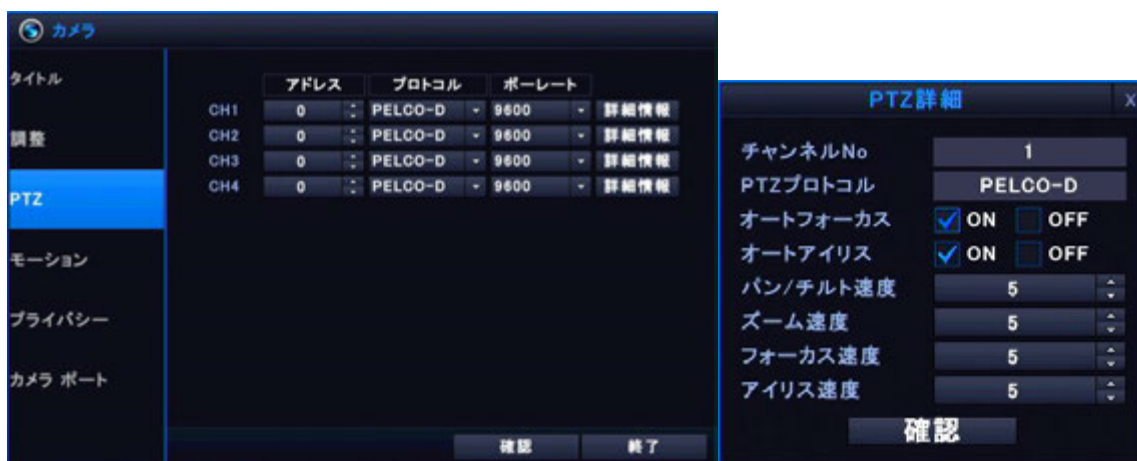 カメラ
タイトル
調整
PTZ
モーション
プライバシー
カメラ ポート
アドレス プロトコル ボーレート
CH1 0 PELCO-D 9600 詳細情報
CH2 0 PELCO-D 9600 詳細情報
CH3 0 PELCO-D 9600 詳細情報
CH4 0 PELCO-D 9600 詳細情報
確認 終了
PTZ詳細 X
チャンネルNo 1
PTZプロトコル PELCO-D
オートフォーカス ON OFF
オートアイリス ON OFF
パン/チルト速度 5
ズーム速度 5
フォーカス速度 5
アイリス速度 5
確認